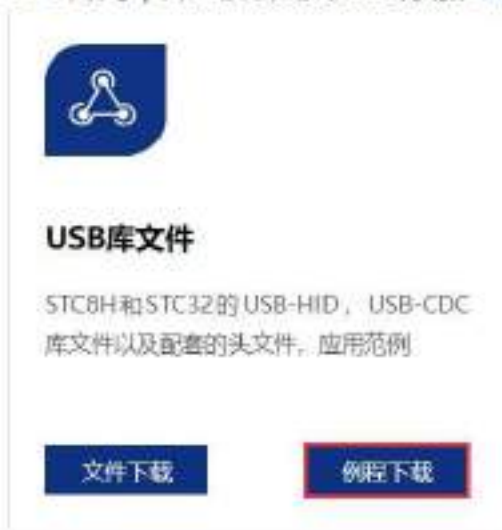 USB库文件
STC8H和STC32的USB-HID，USB-CDC
库文件以及配套的头文件，应用范例
文件下载
例程下载